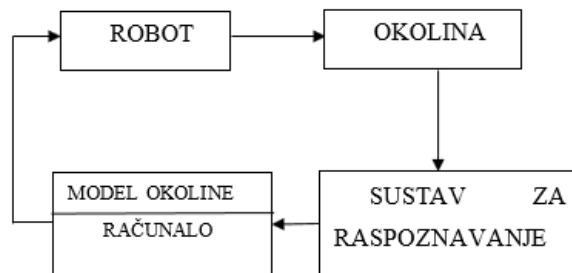 ROBOT
OKOLINA
SUSTAV ZA
RASPOZNAVANJE
MODEL OKOLINE
RAČUNALO